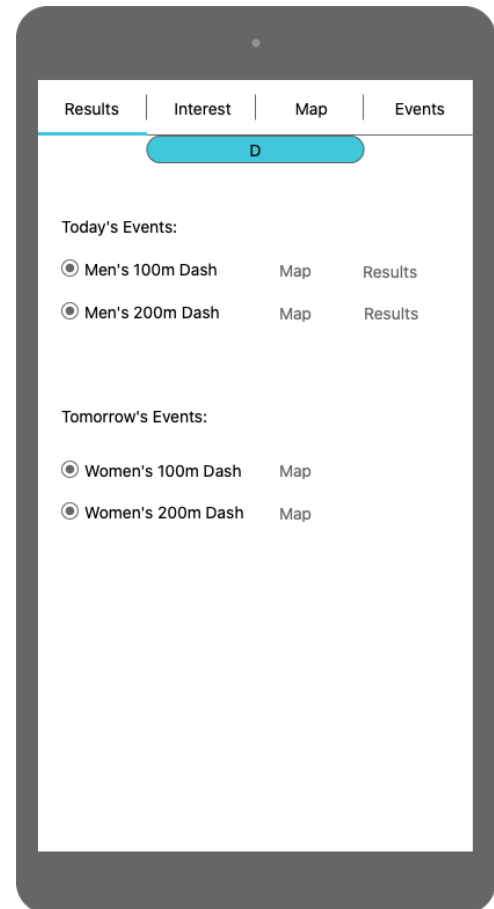 Results Interest Map Events
D
Today's Events:
Men's 100m Dash Map Results
Men's 200m Dash Map Results
Tomorrow's Events:
Women's 100m Dash Map
Women's 200m Dash Map